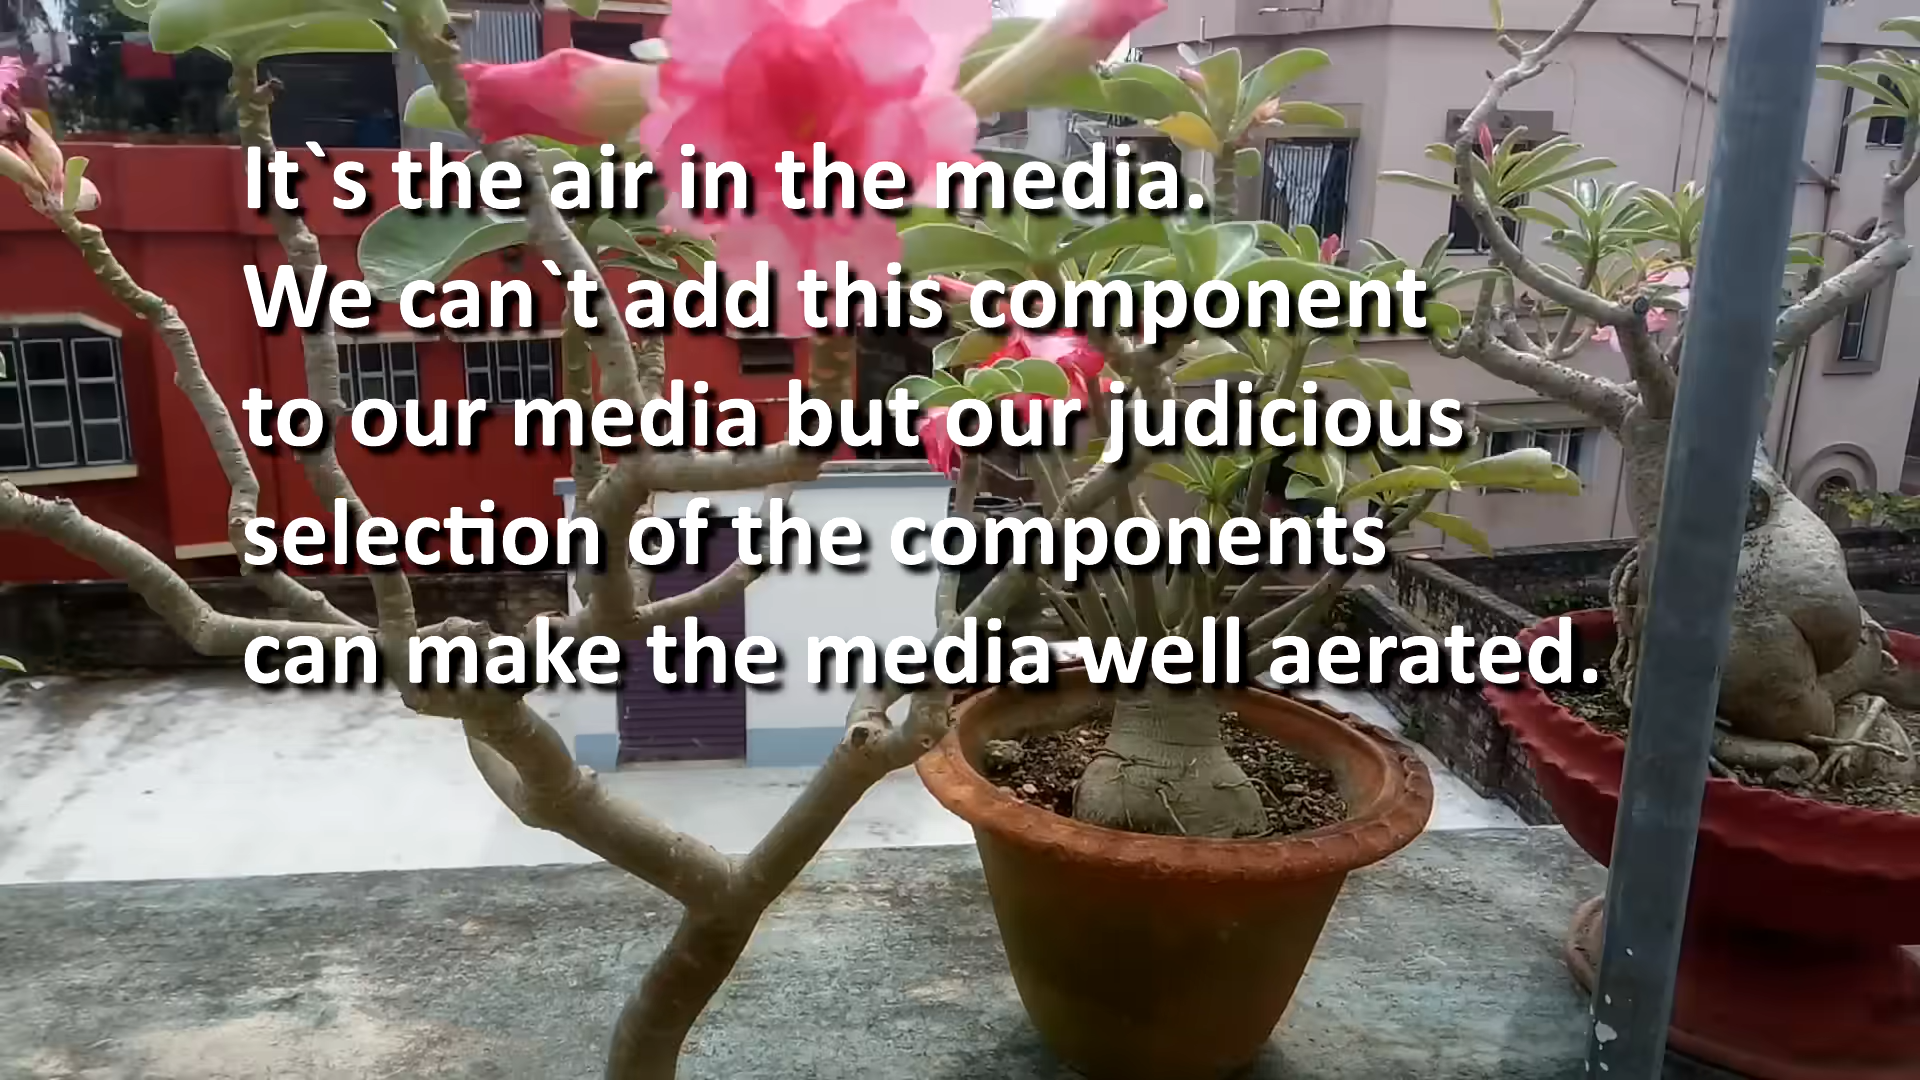 It`s the air in the media.
We can`t add this component
to our media but our judicious
selection of the components
can make the media well aerated.